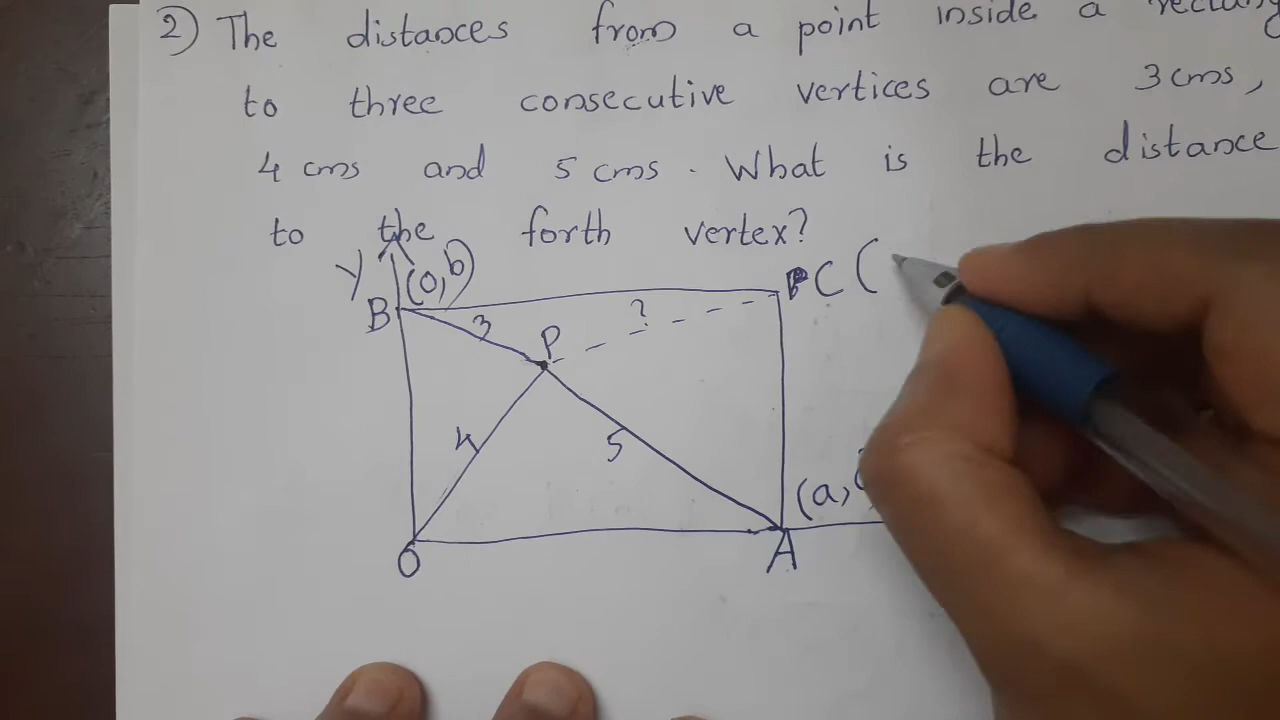 2) The distances from a point inside a
to three consecutive vertices are 3 cms,
4 cms and 5 cms. What is the distance
to the forth vertex?
Y (0,b)
B C (
3 P ?
4 5
(a,
O A